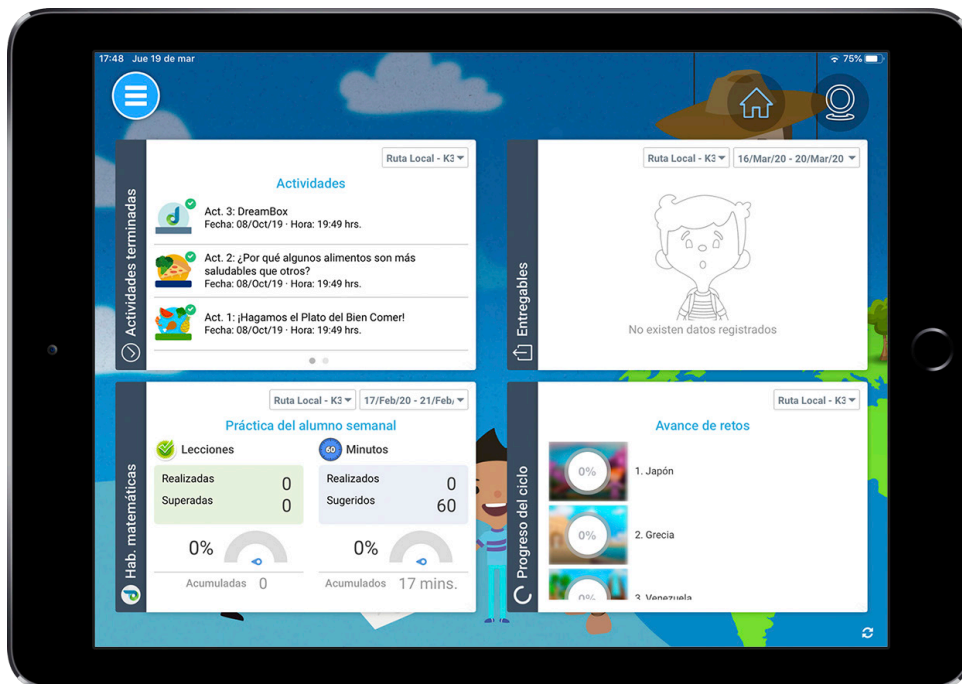 17:48 Jue 19 de mar
75%
Actividades terminadas
Ruta Local - K3
Actividades
Act. 3: DreamBox
Fecha: 08/Oct/19 · Hora: 19:49 hrs.
Act. 2: ¿Por qué algunos alimentos son más
saludables que otros?
Fecha: 08/Oct/19 · Hora: 19:49 hrs.
Act. 1: ¡Hagamos el Plato del Bien Comer!
Fecha: 08/Oct/19 · Hora: 19:49 hrs.
Entregables
Ruta Local - K3
16/Mar/20 - 20/Mar/20
No existen datos registrados
Hab. matemáticas
Ruta Local - K3
17/Feb/20 - 21/Feb/
Práctica del alumno semanal
Lecciones
60 Minutos
Realizadas 0
Superadas 0
Realizados 0
Sugeridos 60
0%
0%
Acumuladas 0
Acumulados 17 mins.
Progreso del ciclo
Ruta Local - K3
Avance de retos
0% 1. Japón
0% 2. Grecia
0% 3. Venezuela